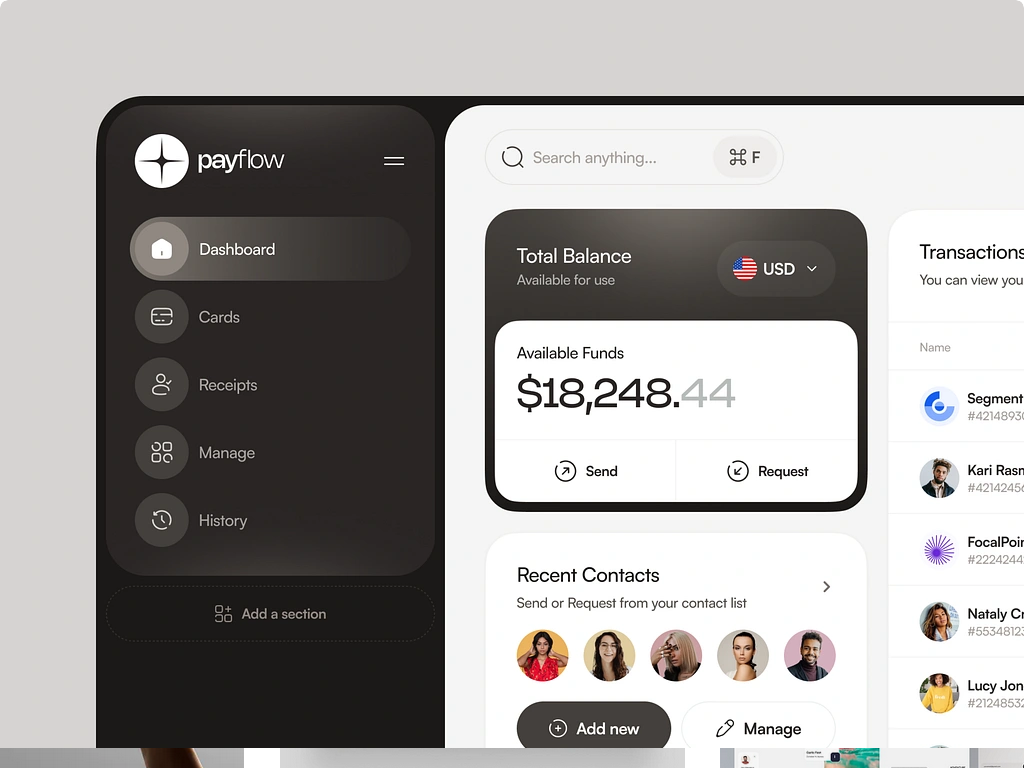 payflow
Dashboard
Cards
Receipts
Manage
History
Add a section
Search anything...
⌘ F
Total Balance
Available for use
USD
Available Funds
$18,248.44
Send
Request
Recent Contacts
Send or Request from your contact list
Add new
Manage
Transactions
You can view you
Name
Segment
#4214893
Kari Rasm
#4214245
FocalPoin
#2224244
Nataly Cr
#5534812
Lucy Jon
#2124853